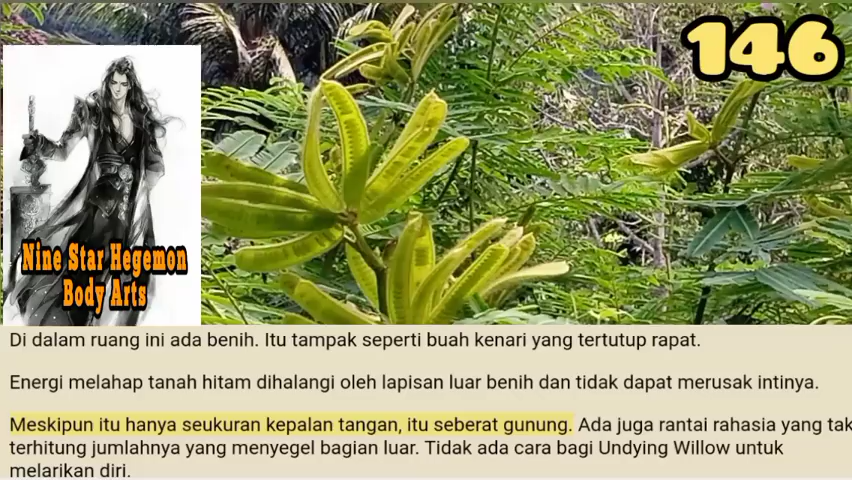 146
Nine Star Hegemon
Body Arts
Di dalam ruang ini ada benih. Itu tampak seperti buah kenari yang tertutup rapat.
Energi melahap tanah hitam dihalangi oleh lapisan luar benih dan tidak dapat merusak intinya.
Meskipun itu hanya seukuran kepalan tangan, itu seberat gunung. Ada juga rantai rahasia yang tak
terhitung jumlahnya yang menyegel bagian luar. Tidak ada cara bagi Undying Willow untuk
melarikan diri.